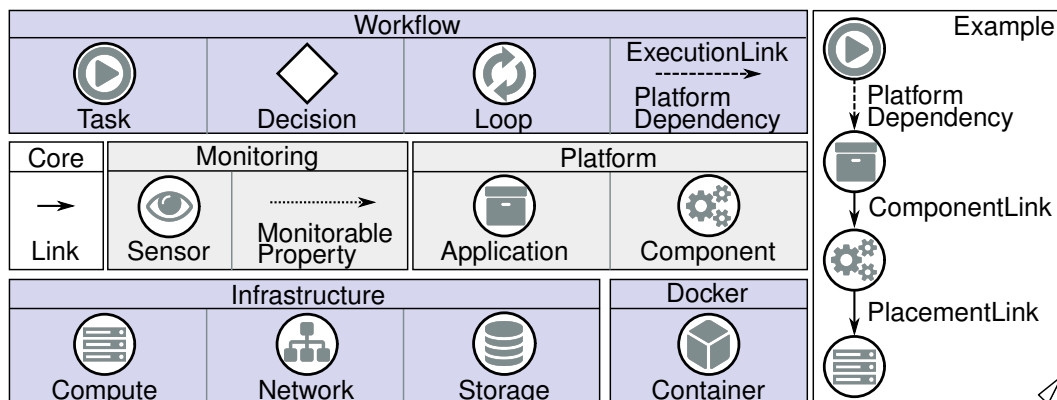 Workflow
Task
Decision
Loop
ExecutionLink
Platform
Dependency
Core
Link
Monitoring
Sensor
Monitorable
Property
Platform
Application
Component
Infrastructure
Compute
Network
Storage
Docker
Container
Example
Platform
Dependency
ComponentLink
PlacementLink